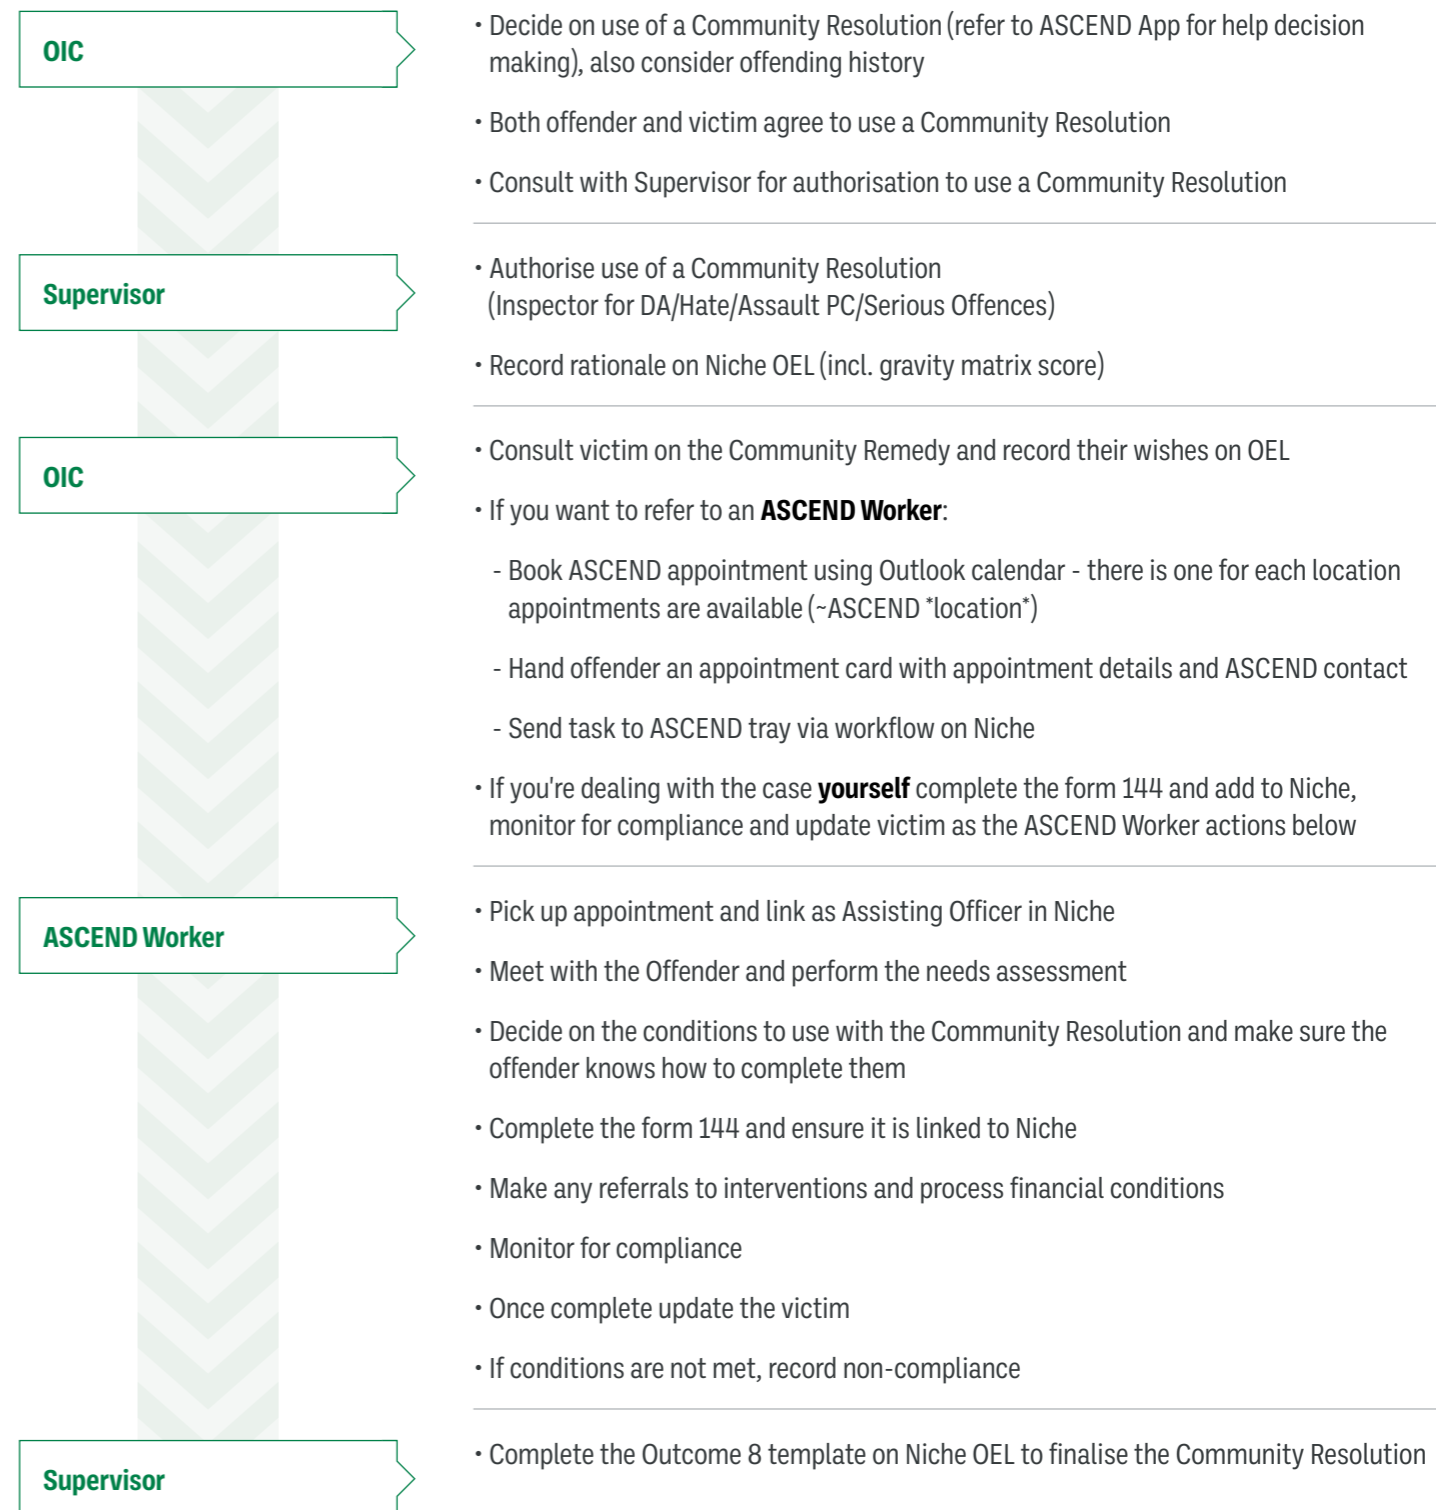 OIC
• Decide on use of a Community Resolution (refer to ASCEND App for help decision
making), also consider offending history
• Both offender and victim agree to use a Community Resolution
• Consult with Supervisor for authorisation to use a Community Resolution
Supervisor
• Authorise use of a Community Resolution
(Inspector for DA/Hate/Assault PC/Serious Offences)
• Record rationale on Niche OEL (incl. gravity matrix score)
OIC
• Consult victim on the Community Remedy and record their wishes on OEL
• If you want to refer to an ASCEND Worker:
- Book ASCEND appointment using Outlook calendar - there is one for each location
appointments are available (~ASCEND *location*)
- Hand offender an appointment card with appointment details and ASCEND contact
- Send task to ASCEND tray via workflow on Niche
• If you're dealing with the case yourself complete the form 144 and add to Niche,
monitor for compliance and update victim as the ASCEND Worker actions below
ASCEND Worker
• Pick up appointment and link as Assisting Officer in Niche
• Meet with the Offender and perform the needs assessment
• Decide on the conditions to use with the Community Resolution and make sure the
offender knows how to complete them
• Complete the form 144 and ensure it is linked to Niche
• Make any referrals to interventions and process financial conditions
• Monitor for compliance
• Once complete update the victim
• If conditions are not met, record non-compliance
Supervisor
• Complete the Outcome 8 template on Niche OEL to finalise the Community Resolution